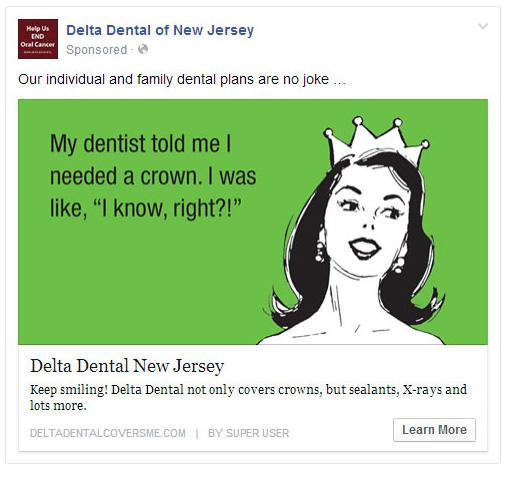 Help Us
END
Oral Cancer
Delta Dental of New Jersey
Sponsored ·
Our individual and family dental plans are no joke ...
My dentist told me I
needed a crown. I was
like, “I know, right?!”
Delta Dental New Jersey
Keep smiling! Delta Dental not only covers crowns, but sealants, X-rays and
lots more.
DELTADENTALCOVERSME.COM | BY SUPER USER
Learn More